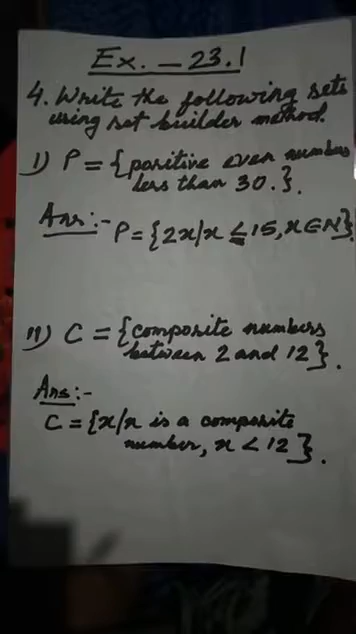 Ex. - 23.1
4. Write the following sets
using set builder method.
i) P = {positive even numbers
less than 30.}.
Ans:- P = {2x/x ≤ 15, x ∈ N}
ii) C = {composite numbers
between 2 and 12}.
Ans:-
C = {x/x is a composite
number, x < 12}.